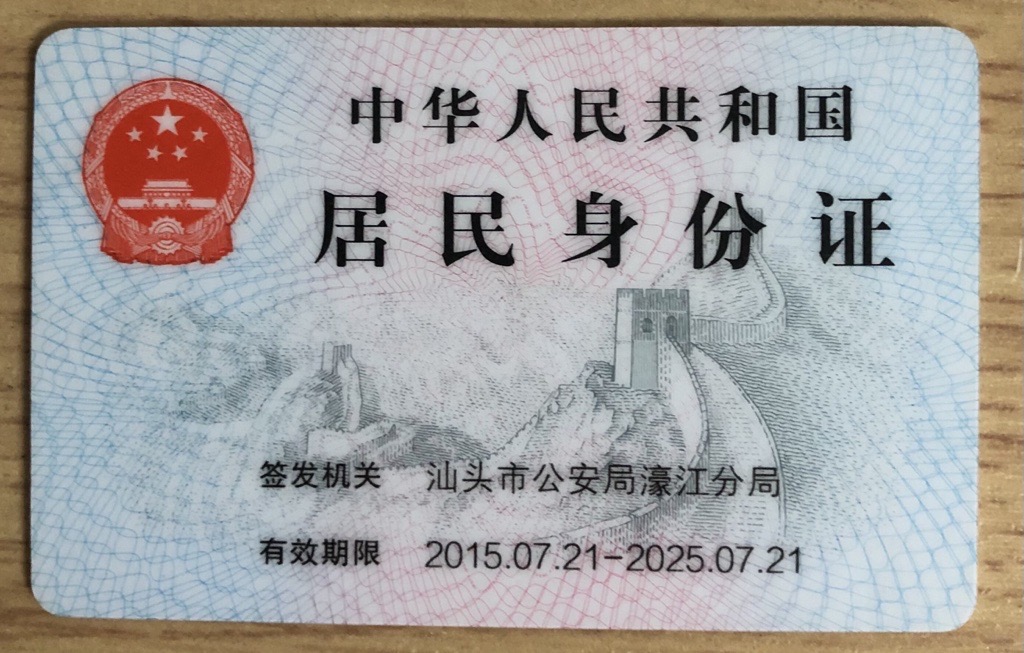 中华人民共和国
居民身份证
签发机关 汕头市公安局濠江分局
有效期限 2015.07.21-2025.07.21